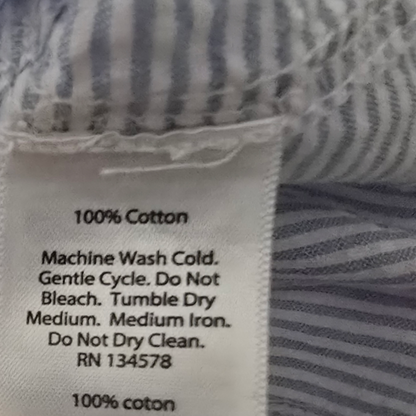 100% Cotton
Machine Wash Cold.
Gentle Cycle. Do Not
Bleach. Tumble Dry
Medium. Medium Iron.
Do Not Dry Clean.
RN 134578
100% coton